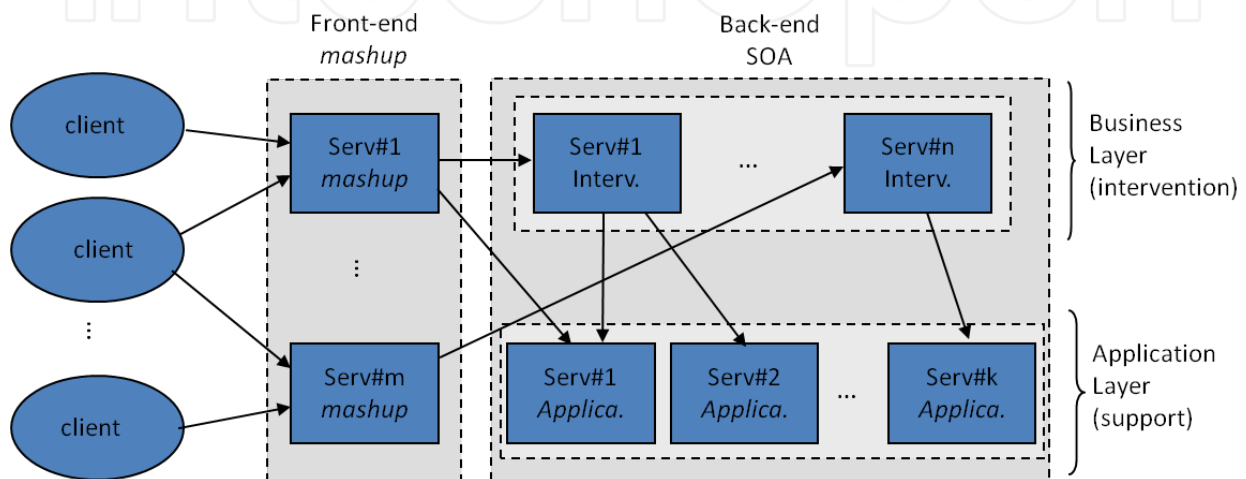 Front-end
mashup
Back-end
SOA
client
client
...
client
Serv#1
mashup
...
Serv#m
mashup
Serv#1
Interv.
...
Serv#n
Interv.
Serv#1
Applica.
Serv#2
Applica.
...
Serv#k
Applica.
Business
Layer
(intervention)
Application
Layer
(support)